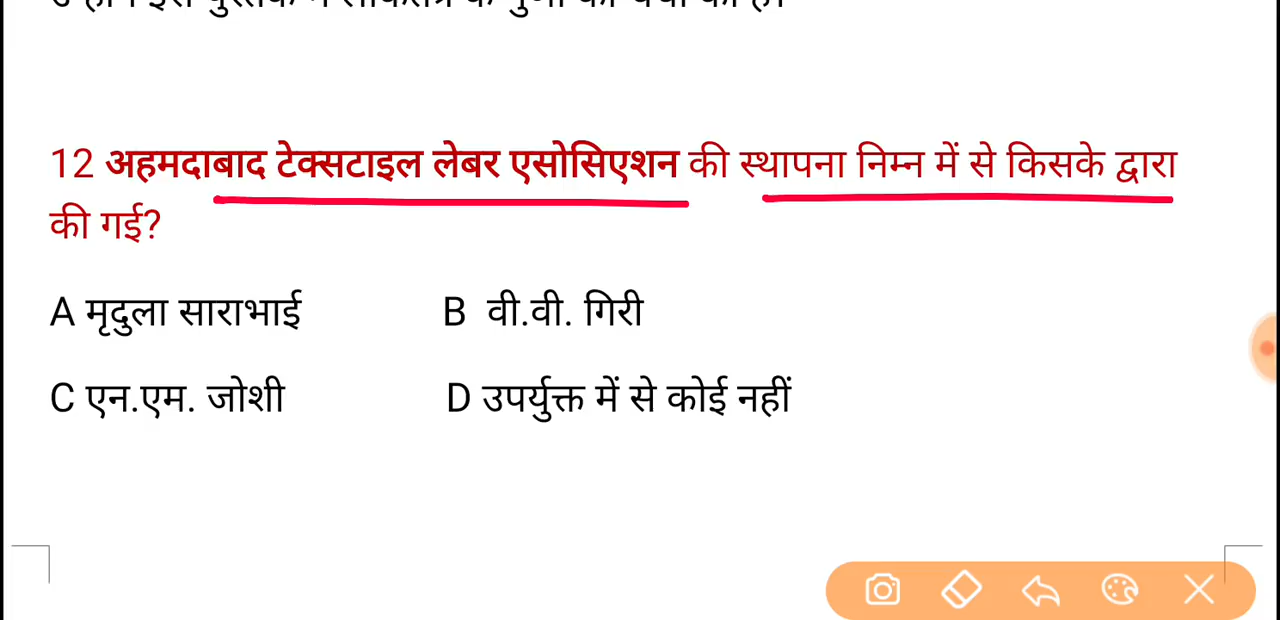 12 अहमदाबाद टेक्सटाइल लेबर एसोसिएशन की स्थापना निम्न में से किसके द्वारा
की गई?
A मृदुला साराभाई B वी.वी. गिरी
C एन.एम. जोशी D उपर्युक्त में से कोई नहीं